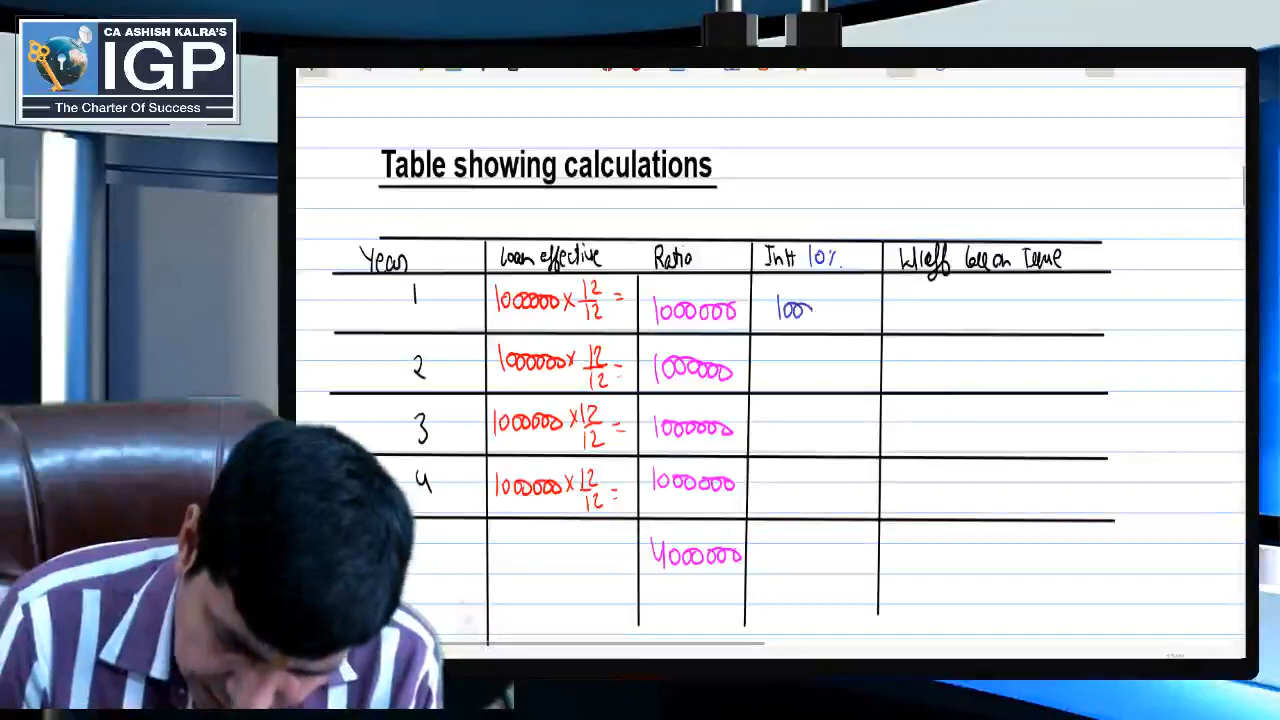 CA ASHISH KALRA'S
IGP
The Charter Of Success
Table showing calculations
Year Loan effective Ratio Intt 10% W/off
1 1000000 × 12/12 = 1000000 100
2 1000000 × 12/12 = 1000000
3 1000000 × 12/12 = 1000000
4 1000000 × 12/12 = 1000000
4000000